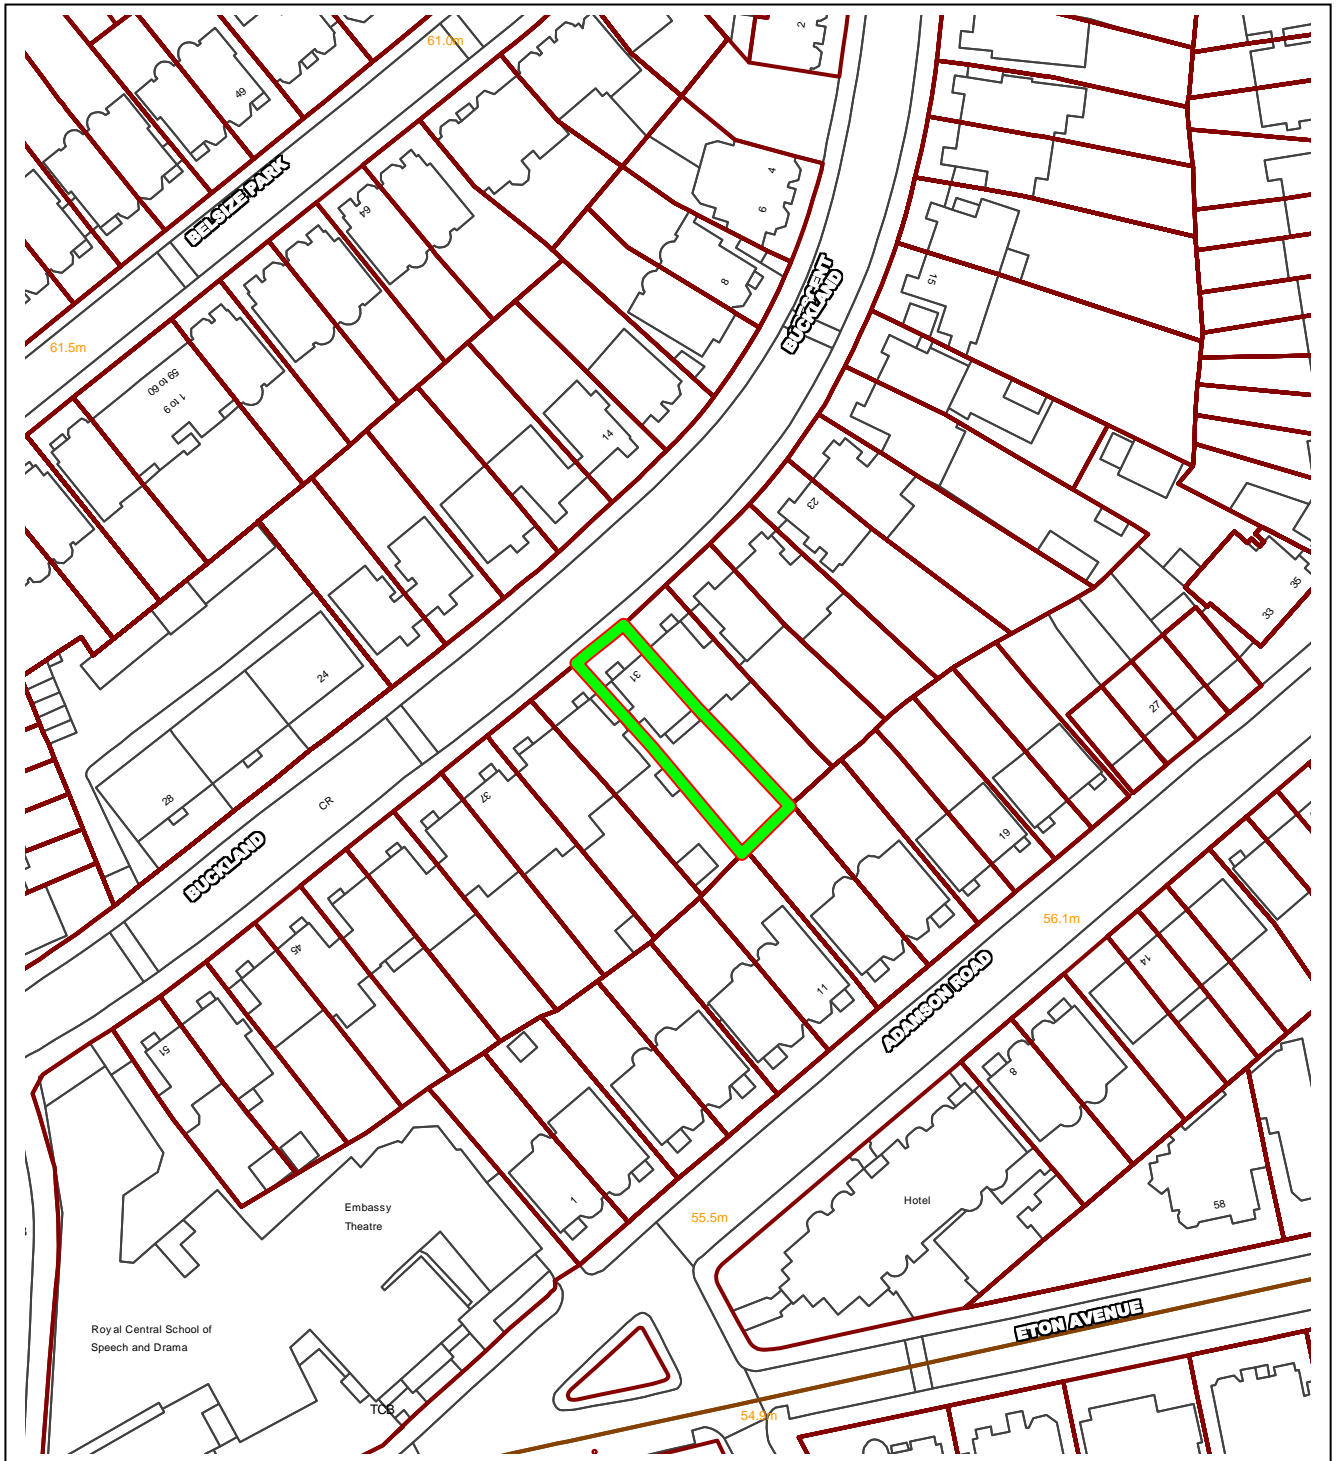 61.0m
2
49
BELSIZE PARK
4
64
6
8
15
CRESCENT
BUCKLAND
61.5m
59 to 60
1 to 9
14
23
35
33
24
31
27
28
CR
37
19
BUCKLAND
56.1m
45
14
ADAMSON ROAD
11
51
8
1
Embassy
Theatre
Hotel
58
55.5m
ETON AVENUE
Royal Central School of
Speech and Drama
TCB
54.9m